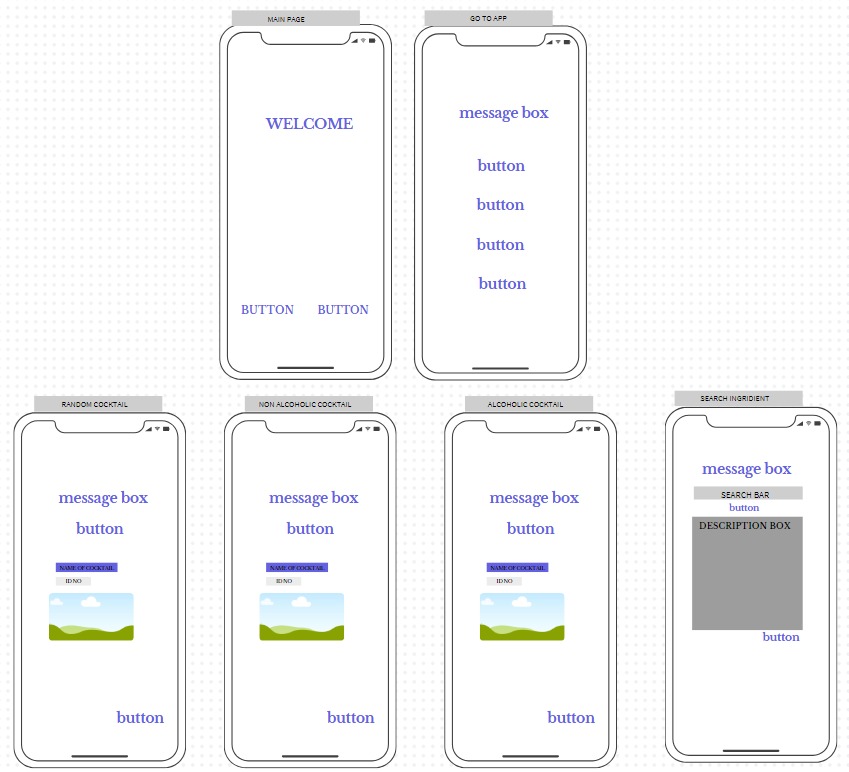 MAIN PAGE
GO TO APP
WELCOME
BUTTON BUTTON
message box
button
button
button
button
RANDOM COCKTAIL
message box
button
NAME OF COCKTAIL
ID NO
button
NON ALCOHOLIC COCKTAIL
message box
button
NAME OF COCKTAIL
ID NO
button
ALCOHOLIC COCKTAIL
message box
button
NAME OF COCKTAIL
ID NO
button
SEARCH INGRIDIENT
message box
SEARCH BAR
button
DESCRIPTION BOX
button